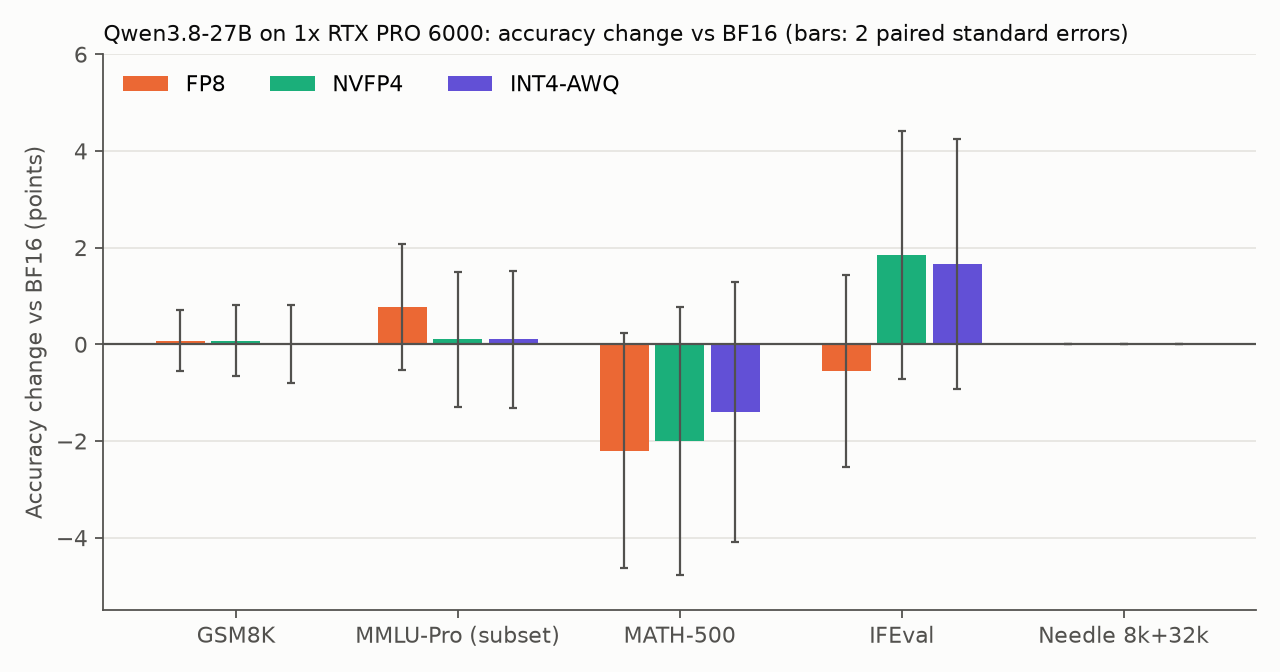 Qwen3.8-27B on 1x RTX PRO 6000: accuracy change vs BF16 (bars: 2 paired standard errors)
FP8 NVFP4 INT4-AWQ
Accuracy change vs BF16 (points)
6
4
2
0
−2
−4
GSM8K MMLU-Pro (subset) MATH-500 IFEval Needle 8k+32k